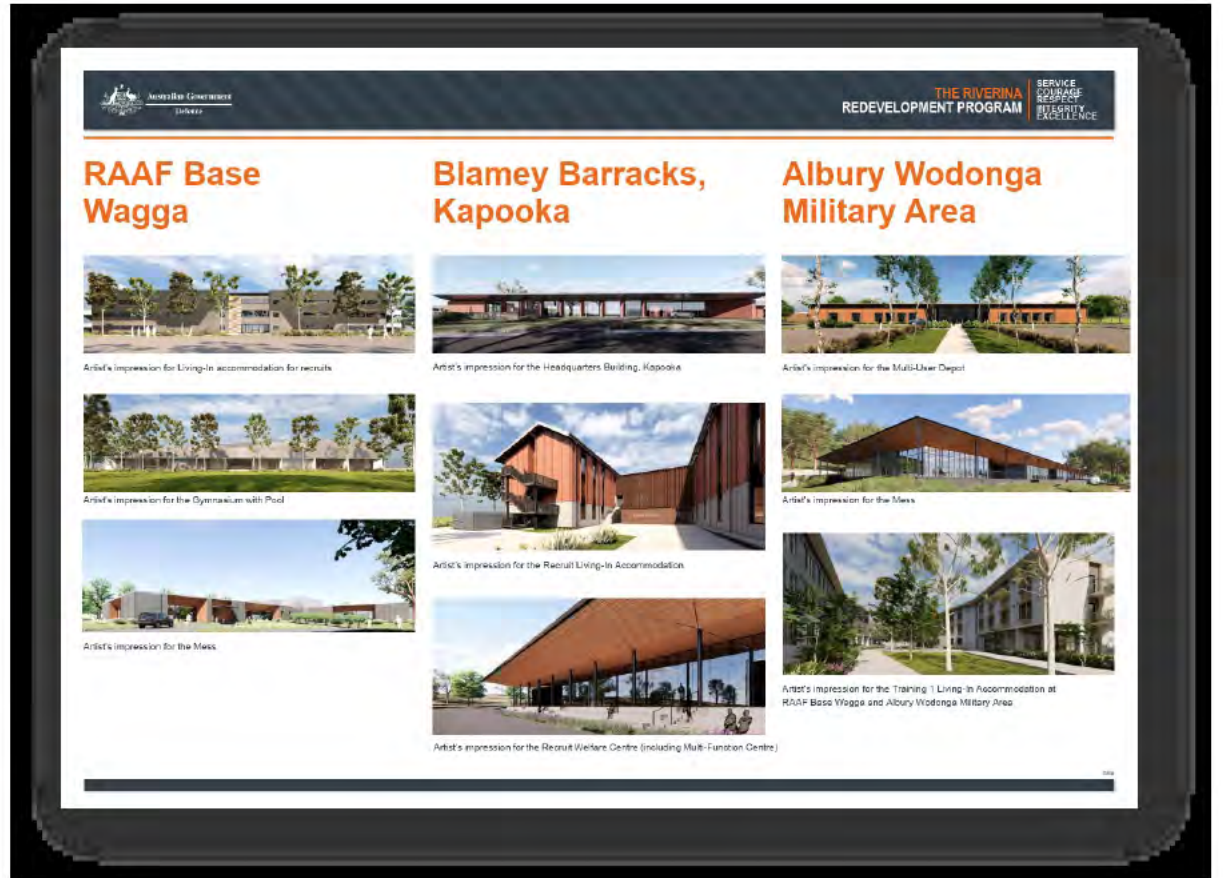 Australian Government
Defence
THE RIVERINA
REDEVELOPMENT PROGRAM
SERVICE
COURAGE
RESPECT
INTEGRITY
EXCELLENCE
RAAF Base
Wagga
Artist's impression for Living-In accommodation for recruits
Artist's impression for the Gymnasium with Pool
Artist's impression for the Mess
Blamey Barracks,
Kapooka
Artist's impression for the Headquarters Building, Kapooka
Artist's impression for the Recruit Living-In Accommodation.
Artist's impression for the Recruit Welfare Centre (including Multi-Function Centre)
Albury Wodonga
Military Area
Artist's impression for the Multi-User Depot
Artist's impression for the Mess
Artist's impression for the Training 1 Living-In Accommodation at
RAAF Base Wagga and Albury Wodonga Military Area